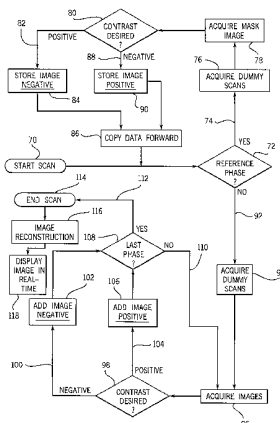 80
CONTRAST
DESIRED
?
82
POSITIVE
88
NEGATIVE
STORE IMAGE
NEGATIVE
84
STORE IMAGE
POSITIVE
90
ACQUIRE MASK
IMAGE
78
76
ACQUIRE DUMMY
SCANS
74
YES
86
COPY DATA FORWARD
70
START SCAN
REFERENCE
PHASE
?
72
NO
92
114
END SCAN
112
116
IMAGE
RECONSTRUCTION
108
YES
LAST
PHASE
?
NO
110
DISPLAY
IMAGE IN
REAL-
TIME
118
102
106
ADD IMAGE
NEGATIVE
ADD IMAGE
POSITIVE
ACQUIRE
DUMMY
SCANS
100
104
98
NEGATIVE
POSITIVE
CONTRAST
DESIRED
?
ACQUIRE IMAGES